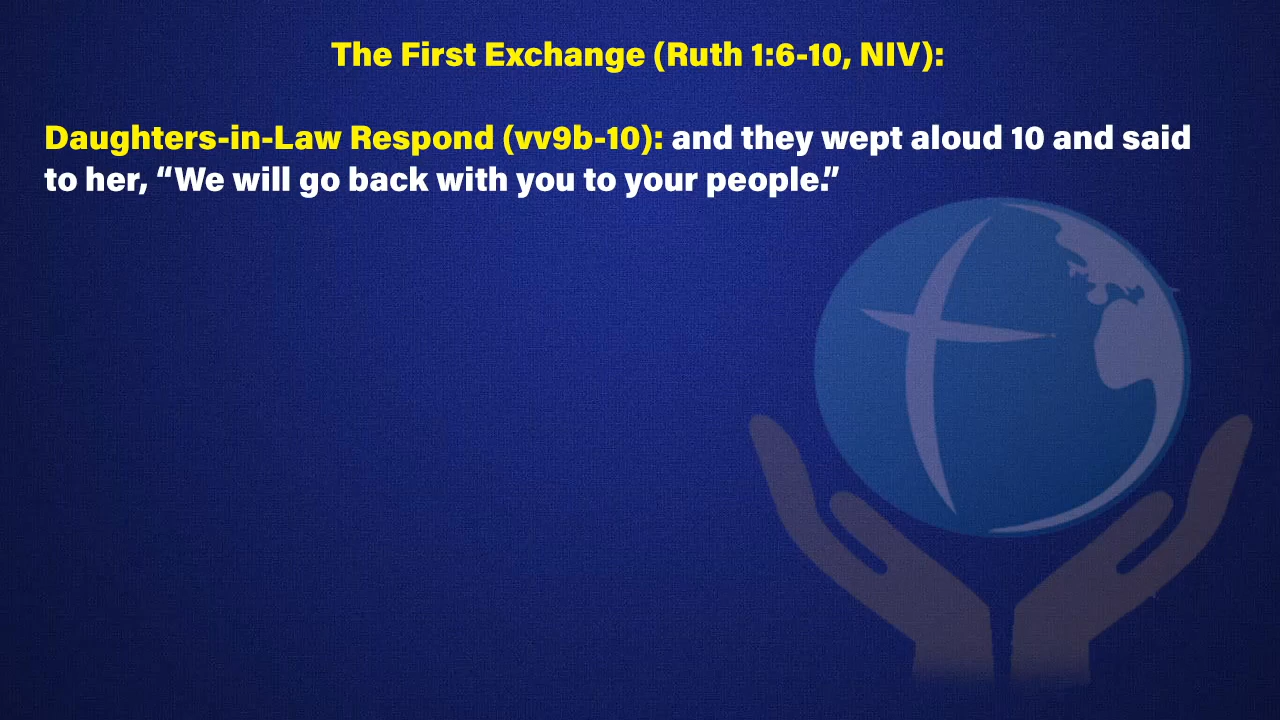 The First Exchange (Ruth 1:6-10, NIV):
Daughters-in-Law Respond (vv9b-10): and they wept aloud 10 and said
to her, “We will go back with you to your people.”